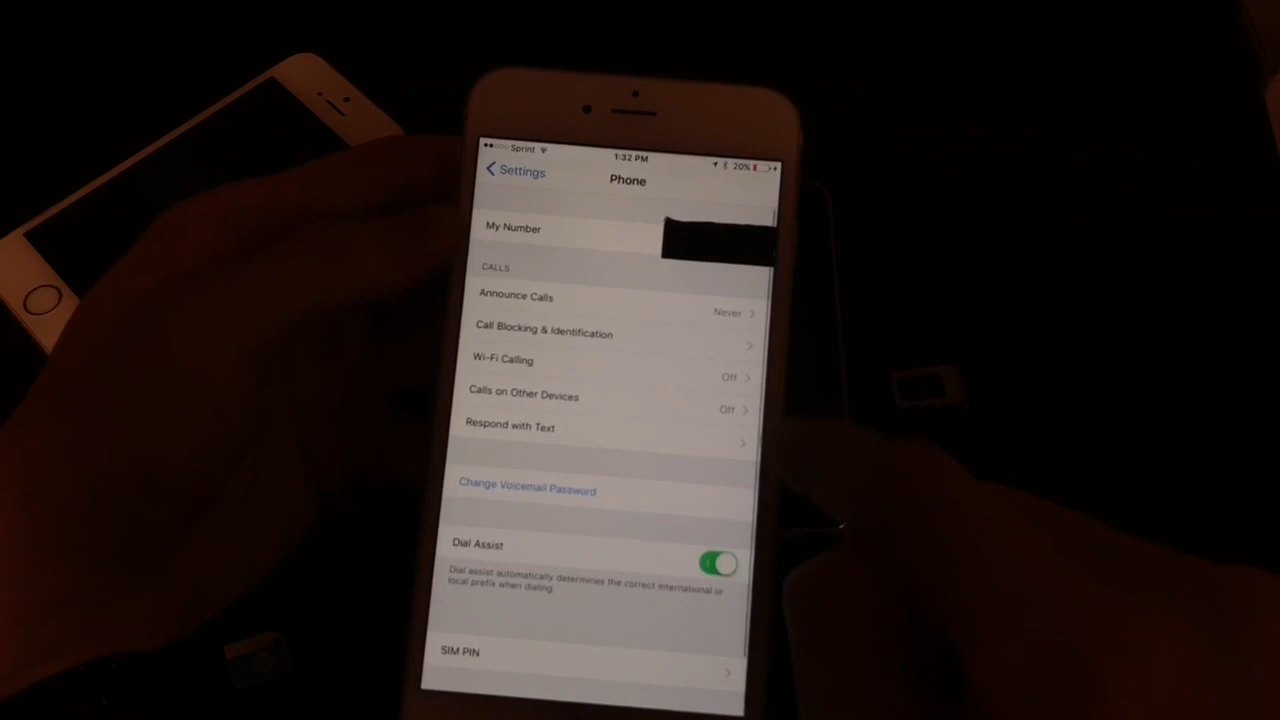 Sprint 1:32 PM 20%
Settings Phone
My Number
CALLS
Announce Calls Never
Call Blocking & Identification
Wi-Fi Calling Off
Calls on Other Devices Off
Respond with Text
Change Voicemail Password
Dial Assist
Dial assist automatically determines the correct international or
local prefix when dialing.
SIM PIN